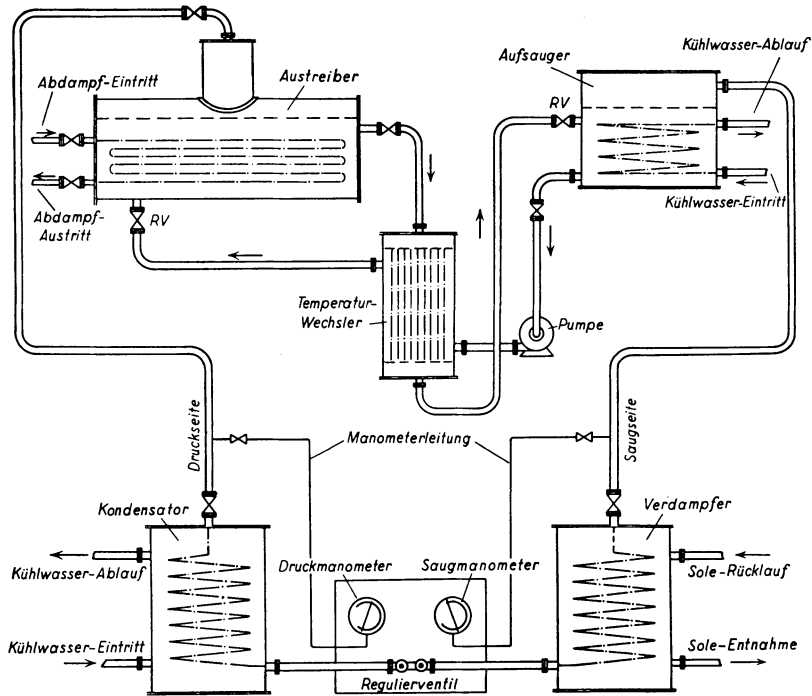 Abdampf-Eintritt
Austreiber
Aufsauger
Kühlwasser-Ablauf
RV
Abdampf-
Austritt
RV
Kühlwasser-Eintritt
Temperatur-
Wechsler
Pumpe
Druckseite
Manometerleitung
Saugseite
Kondensator
Verdampfer
Kühlwasser-Ablauf
Druckmanometer
Saugmanometer
Sole-Rücklauf
Kühlwasser-Eintritt
Sole-Entnahme
Regulierventil